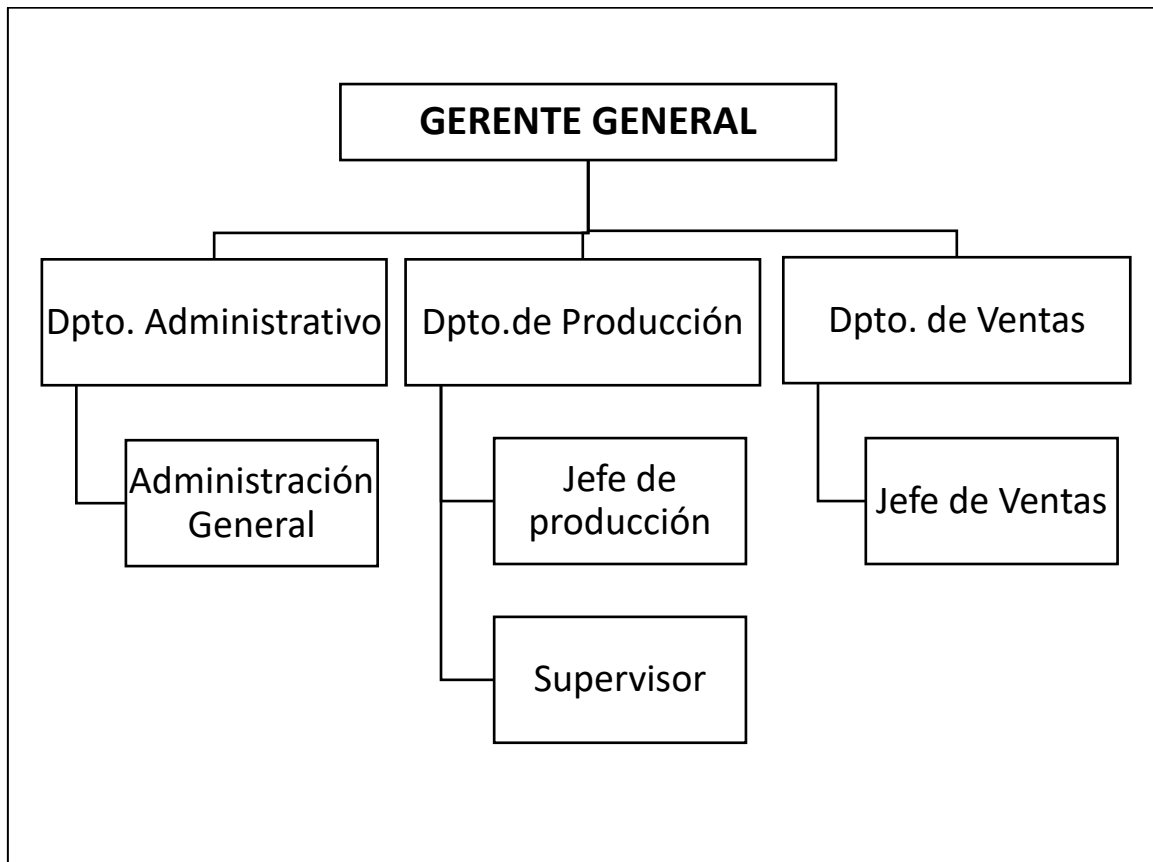 GERENTE GENERAL
Dpto. Administrativo
Dpto.de Producción
Dpto. de Ventas
Administración
General
Jefe de
producción
Jefe de Ventas
Supervisor